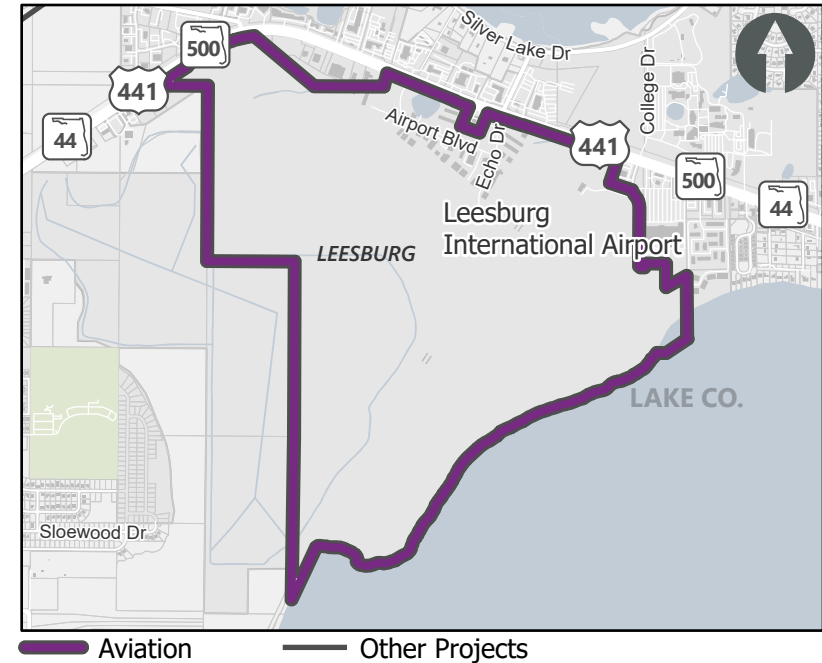 Silver Lake Dr
500
441
44
College Dr
Airport Blvd
Echo Dr
441
500
44
Leesburg
International Airport
LEESBURG
LAKE CO.
Sloewood Dr
Aviation
Other Projects